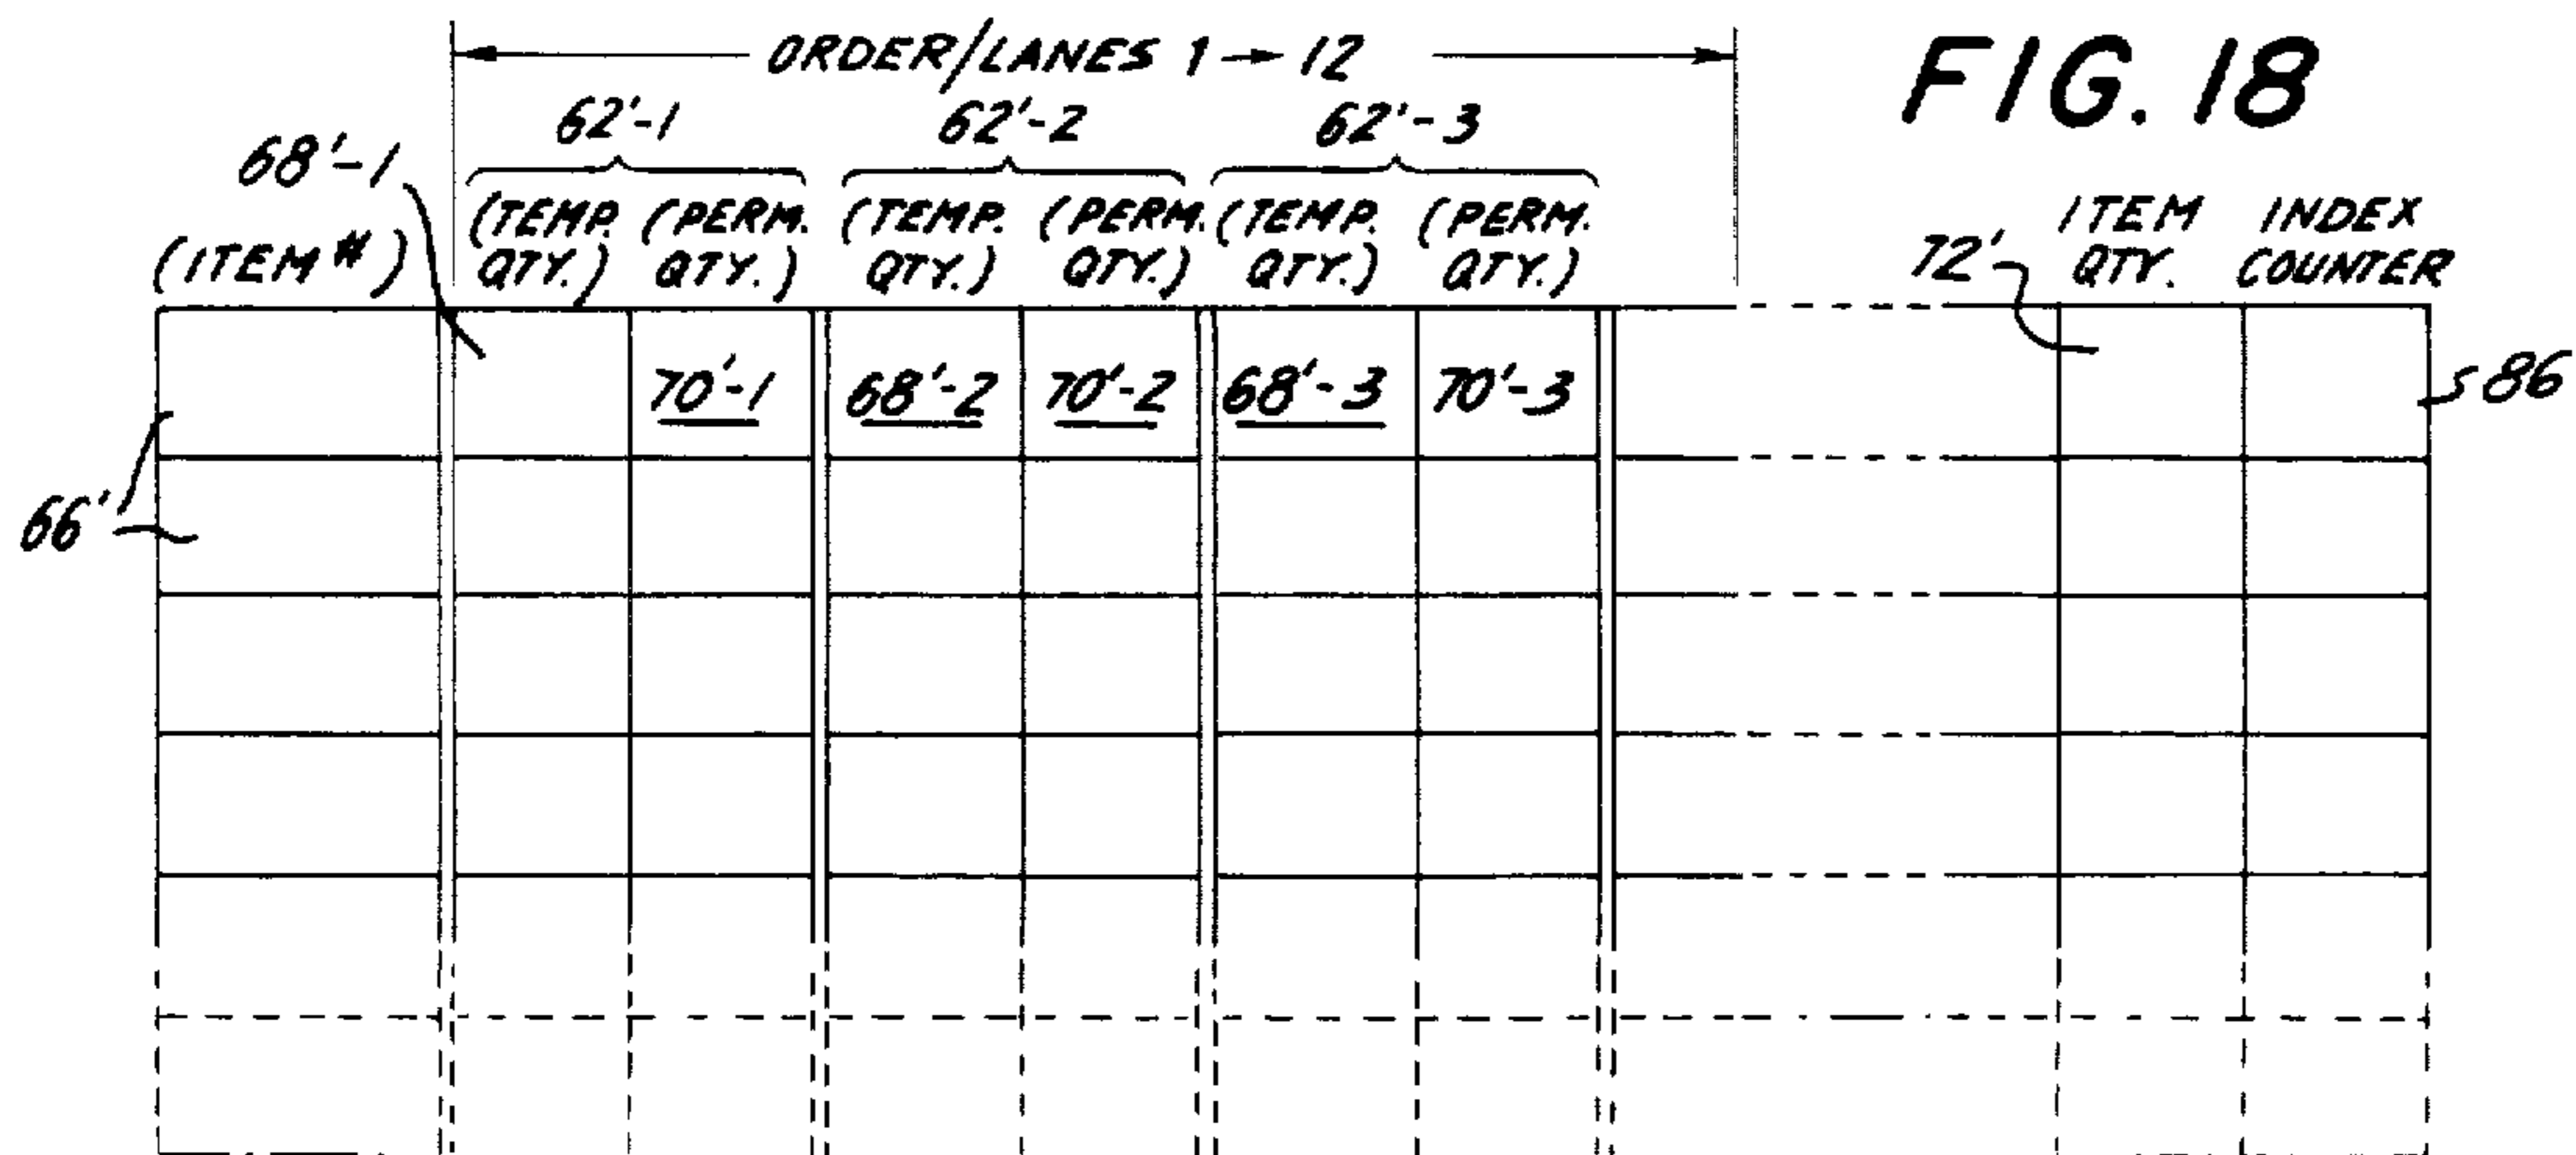 ORDER/LANES 1 → 12
FIG. 18
62'-1 62'-2 62'-3
68'-1
(ITEM #) (TEMP. QTY.) (PERM. QTY.) (TEMP. QTY.) (PERM. QTY.) (TEMP. QTY.) (PERM. QTY.)
72' ITEM QTY. INDEX COUNTER
70'-1 68'-2 70'-2 68'-3 70'-3
86
66'